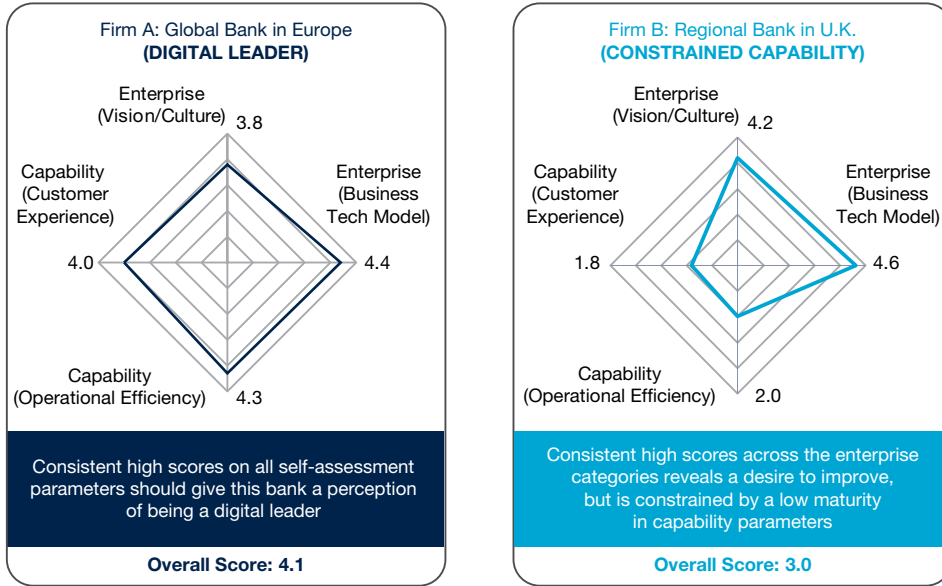 Firm A: Global Bank in Europe
(DIGITAL LEADER)
Enterprise
(Vision/Culture)
3.8
Capability
(Customer
Experience)
4.0
Enterprise
(Business
Tech Model)
4.4
Capability
(Operational Efficiency)
4.3
Consistent high scores on all self-assessment
parameters should give this bank a perception
of being a digital leader
Overall Score: 4.1
Firm B: Regional Bank in U.K.
(CONSTRAINED CAPABILITY)
Enterprise
(Vision/Culture)
4.2
Capability
(Customer
Experience)
1.8
Enterprise
(Business
Tech Model)
4.6
Capability
(Operational Efficiency)
2.0
Consistent high scores across the enterprise
categories reveals a desire to improve,
but is constrained by a low maturity
in capability parameters
Overall Score: 3.0